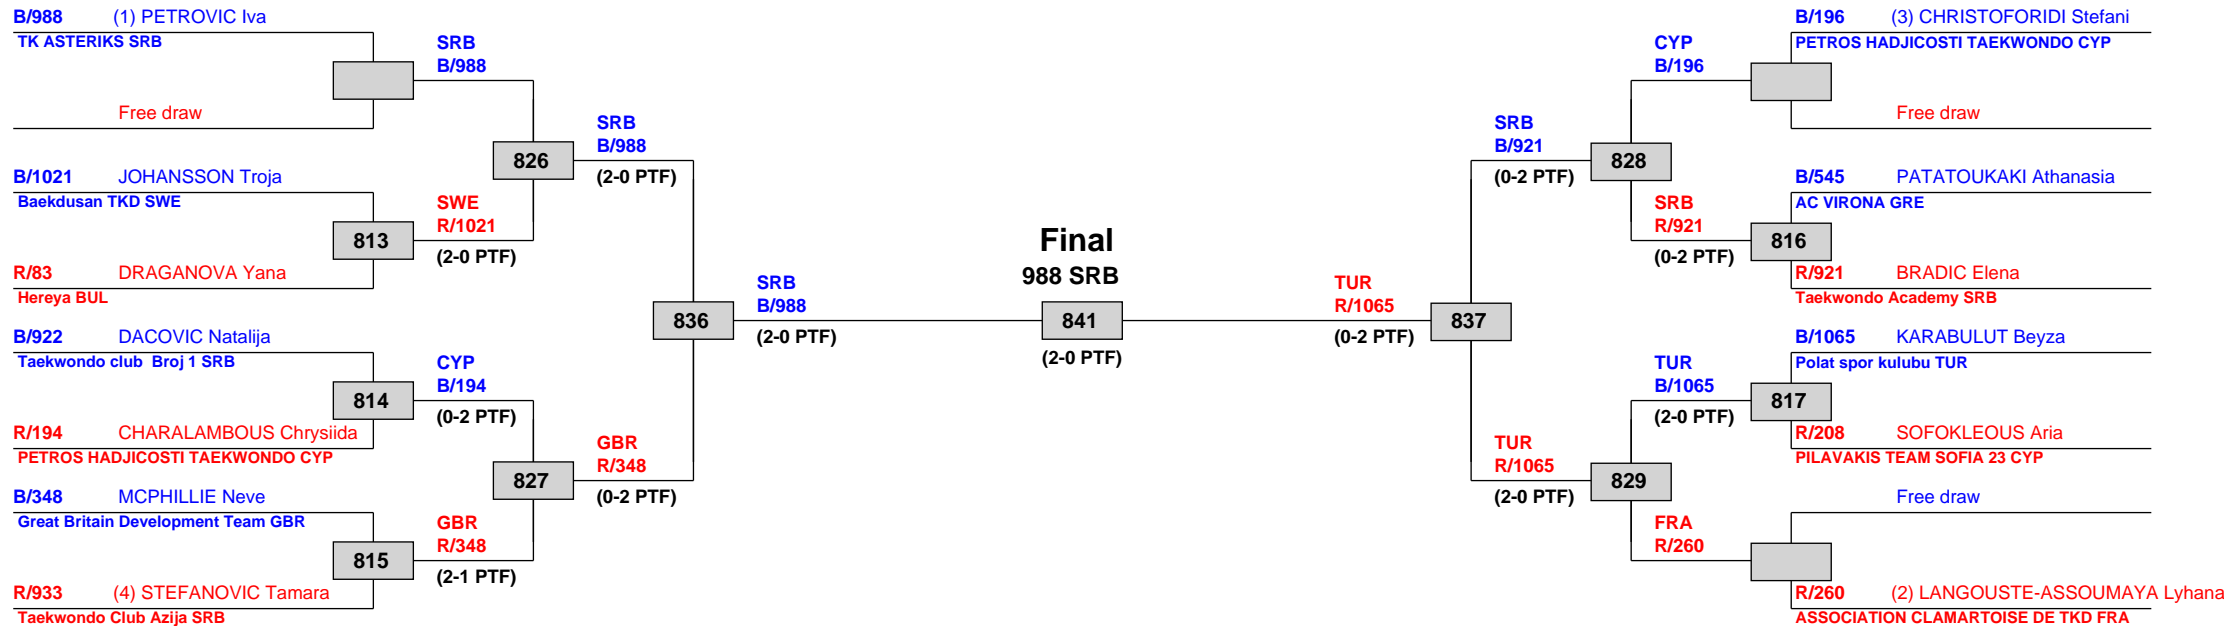 B/988 (1) PETROVIC Iva
TK ASTERIKS SRB
Free draw
SRB
B/988
B/1021 JOHANSSON Troja
Baekdusan TKD SWE
813
R/83 DRAGANOVA Yana
Hereya BUL
SWE
R/1021
(2-0 PTF)
826
SRB
B/988
(2-0 PTF)
B/922 DACOVIC Natalija
Taekwondo club  Broj 1 SRB
814
R/194 CHARALAMBOUS Chrysiida
PETROS HADJICOSTI TAEKWONDO CYP
CYP
B/194
(0-2 PTF)
B/348 MCPHILLIE Neve
Great Britain Development Team GBR
815
R/933 (4) STEFANOVIC Tamara
Taekwondo Club Azija SRB
GBR
R/348
(2-1 PTF)
827
GBR
R/348
(0-2 PTF)
836
SRB
B/988
(2-0 PTF)
Final
988 SRB
841
(2-0 PTF)
TUR
R/1065
(0-2 PTF)
837
SRB
B/921
(0-2 PTF)
828
CYP
B/196
B/196 (3) CHRISTOFORIDI Stefani
PETROS HADJICOSTI TAEKWONDO CYP
Free draw
SRB
R/921
(0-2 PTF)
B/545 PATATOUKAKI Athanasia
AC VIRONA GRE
816
R/921 BRADIC Elena
Taekwondo Academy SRB
TUR
R/1065
(2-0 PTF)
829
TUR
B/1065
(2-0 PTF)
B/1065 KARABULUT Beyza
Polat spor kulubu TUR
817
R/208 SOFOKLEOUS Aria
PILAVAKIS TEAM SOFIA 23 CYP
FRA
R/260
Free draw
R/260 (2) LANGOUSTE-ASSOUMAYA Lyhana
ASSOCIATION CLAMARTOISE DE TKD FRA